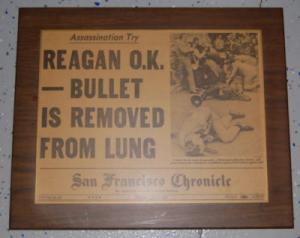 Assassination Try
REAGAN O.K.
— BULLET
IS REMOVED
FROM LUNG
San Francisco Chronicle